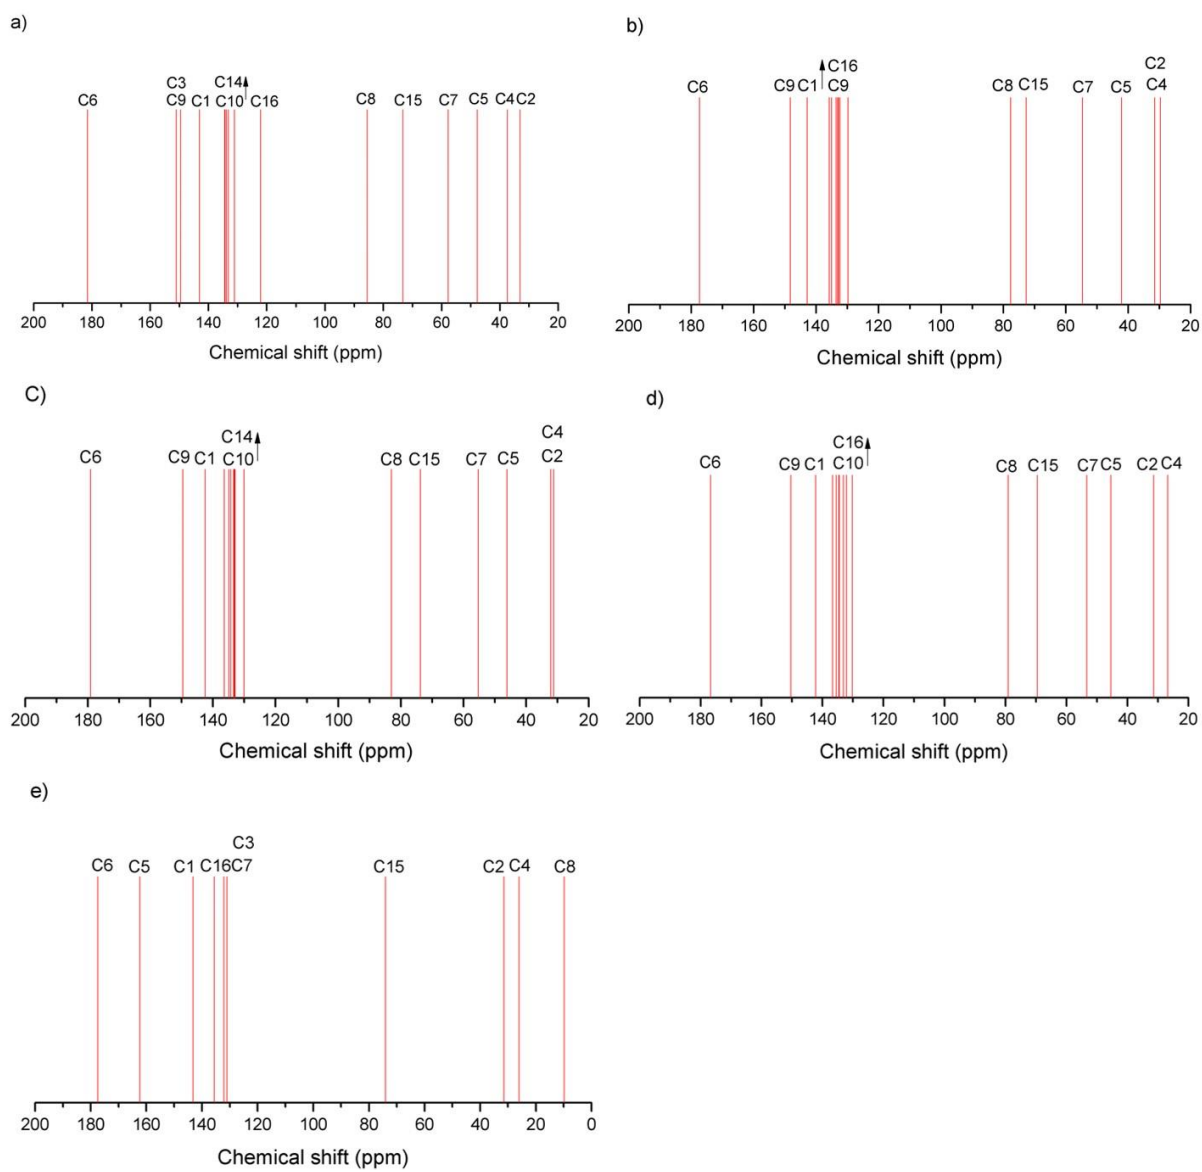 a)
C3 C14
C6 C9 C1 C10 C16 C8 C15 C7 C5 C4 C2
200 180 160 140 120 100 80 60 40 20
Chemical shift (ppm)
b)
C16 C2
C6 C9 C1 C9 C8 C15 C7 C5 C4
200 180 160 140 120 100 80 60 40 20
Chemical shift (ppm)
C)
C14 C4
C6 C9 C1 C10 C8 C15 C7 C5 C2
200 180 160 140 120 100 80 60 40 20
Chemical shift (ppm)
d)
C16
C6 C9 C1 C10 C8 C15 C7 C5 C2 C4
200 180 160 140 120 100 80 60 40 20
Chemical shift (ppm)
e)
C3
C6 C5 C1 C16 C7 C15 C2 C4 C8
200 180 160 140 120 100 80 60 40 20 0
Chemical shift (ppm)